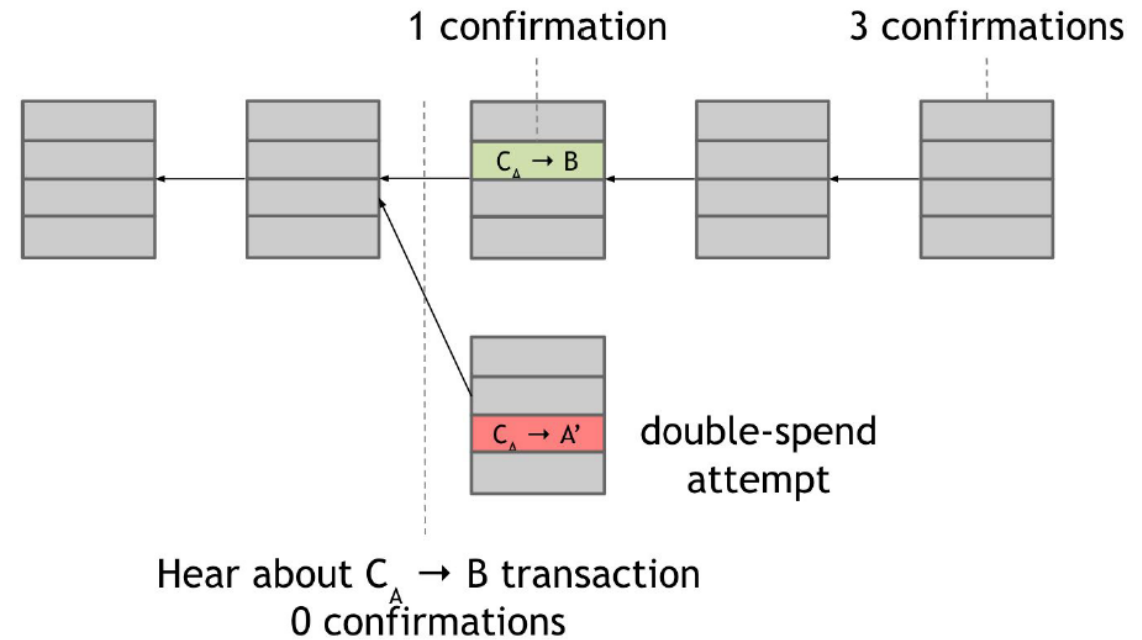 1 confirmation
3 confirmations
C_A → B
C_A → A’
double-spend
attempt
Hear about C_A → B transaction
0 confirmations